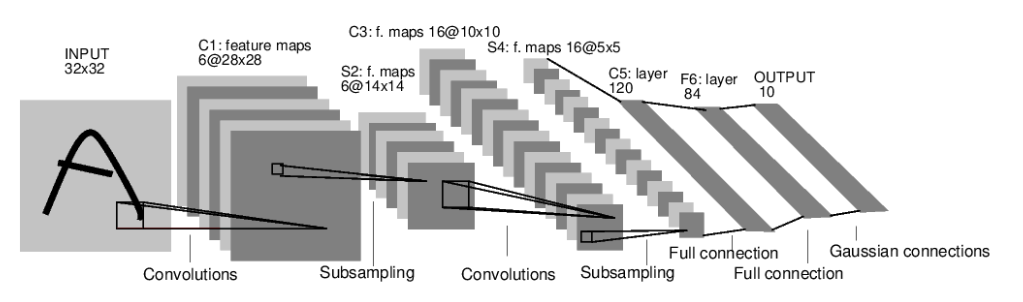 INPUT
32x32
C1: feature maps
6@28x28
S2: f. maps
6@14x14
C3: f. maps 16@10x10
S4: f. maps 16@5x5
C5: layer
120
F6: layer
84
OUTPUT
10
Convolutions
Subsampling
Convolutions
Subsampling
Full connection
Full connection
Gaussian connections